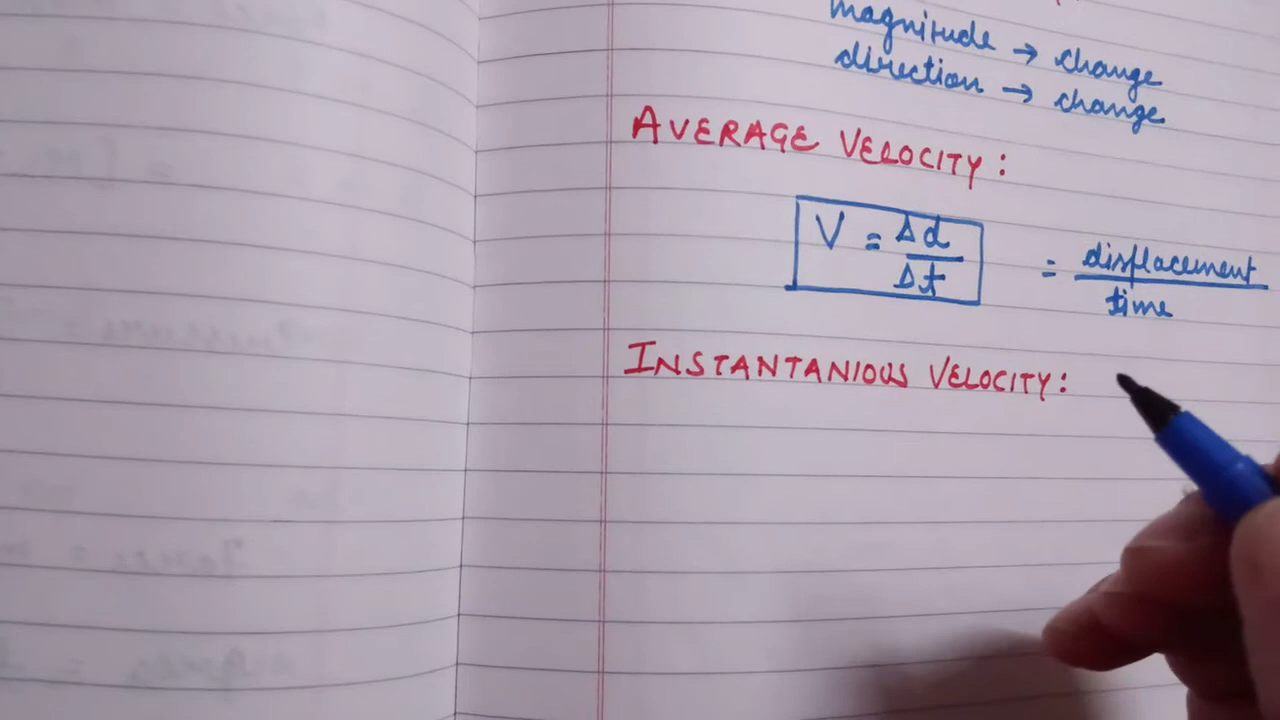 magnitude → change
direction → change
AVERAGE VELOCITY:
V = Δd / Δt = displacement / time
INSTANTANIOUS VELOCITY: